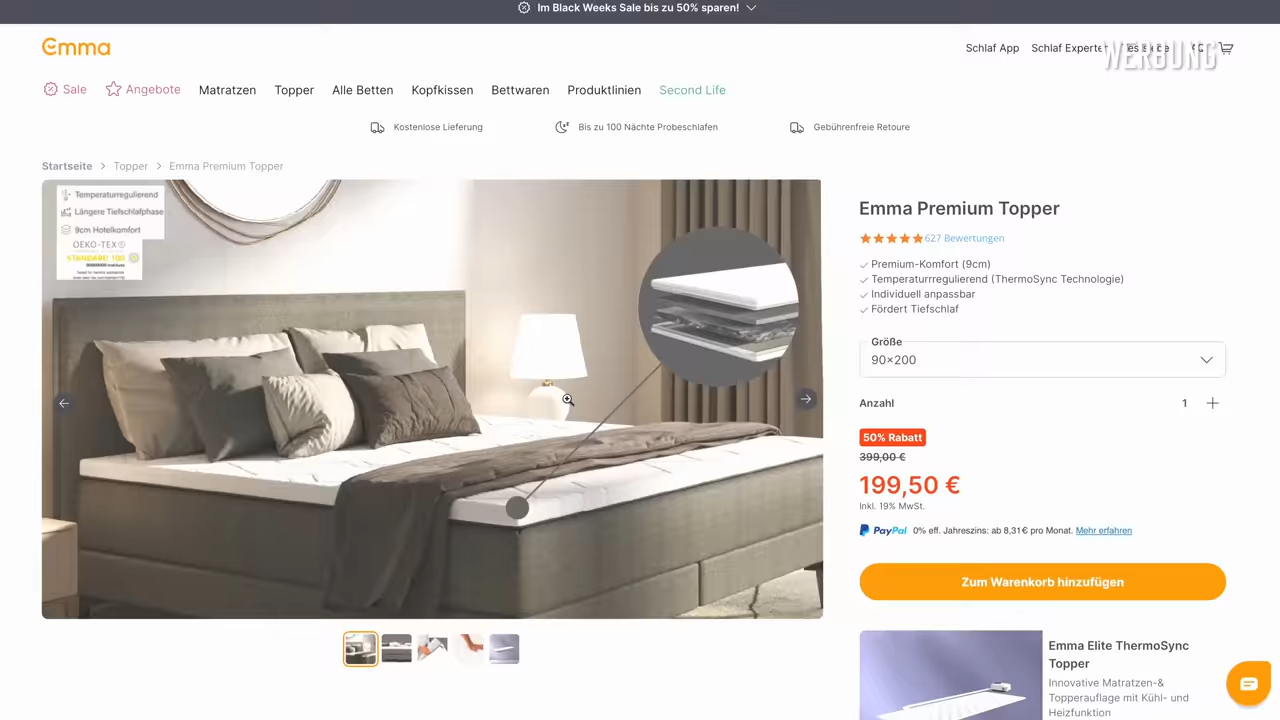 Im Black Weeks Sale bis zu 50% sparen!
Emma
Schlaf App
WERBUNG
Sale
Angebote
Matratzen
Topper
Alle Betten
Kopfkissen
Bettwaren
Produktlinien
Second Life
Kostenlose Lieferung
Bis zu 100 Nächte Probeschlafen
Gebührenfreie Retoure
Startseite > Topper > Emma Premium Topper
Temperaturregulierend
Längere Tiefschlafphase
9cm Hotelkomfort
OEKO-TEX®
STANDARD 100
Emma Premium Topper
627 Bewertungen
Premium-Komfort (9cm)
Temperaturrregulierend (ThermoSync Technologie)
Individuell anpassbar
Fördert Tiefschlaf
Größe
90x200
Anzahl
1
50% Rabatt
399,00 €
199,50 €
Inkl. 19% MwSt.
PayPal 0% eff. Jahreszins: ab 8,31 € pro Monat. Mehr erfahren
Zum Warenkorb hinzufügen
Emma Elite ThermoSync
Topper
Innovative Matratzen-&
Topperauflage mit Kühl- und
Heizfunktion